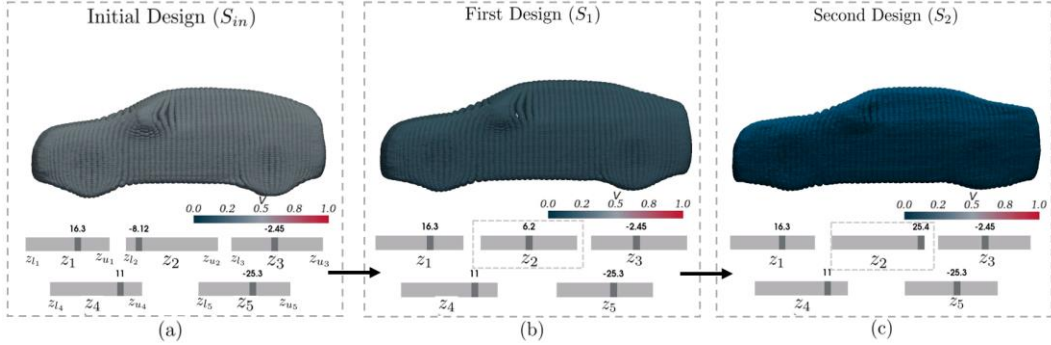 Initial Design (S_in)
V
0.0 0.2 0.5 0.8 1.0
16.3 -8.12 -2.45
z_l1 z_1 z_u1 z_l2 z_2 z_u2 z_l3 z_3 z_u3
11 -25.3
z_l4 z_4 z_u4 z_l5 z_5 z_u5
(a)
First Design (S_1)
V
0.0 0.2 0.5 0.8 1.0
16.3 6.2 -2.45
z_1 z_2 z_3
11 -25.3
z_4 z_5
(b)
Second Design (S_2)
V
0.0 0.2 0.5 0.8 1.0
16.3 25.4 -2.45
z_1 z_2 z_3
11 -25.3
z_4 z_5
(c)